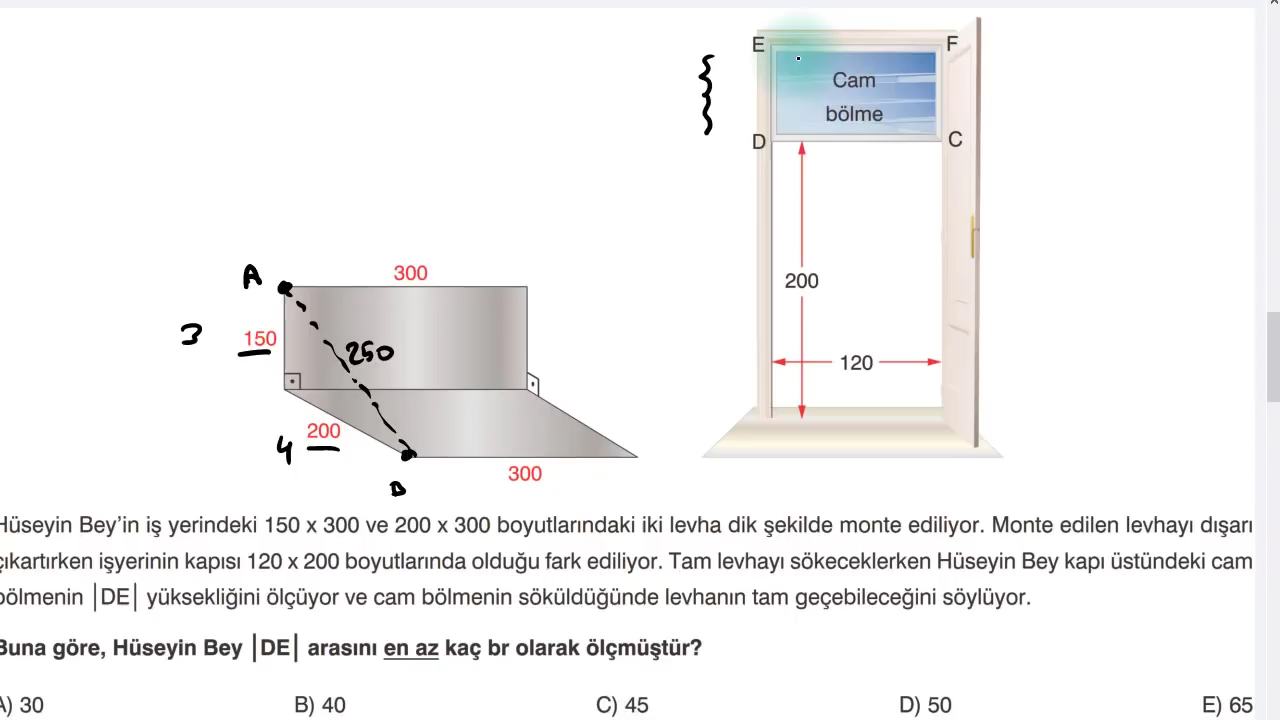 E F
Cam
bölme
D C
A 300
3 150
250
200
120
200
4
300
B
Hüseyin Bey'in iş yerindeki 150 x 300 ve 200 x 300 boyutlarındaki iki levha dik şekilde monte ediliyor. Monte edilen levhayı dışarı
çıkartırken işyerinin kapısı 120 x 200 boyutlarında olduğu fark ediliyor. Tam levhayı sökeceklerken Hüseyin Bey kapı üstündeki cam
bölmenin |DE| yüksekliğini ölçüyor ve cam bölmenin söküldüğünde levhanın tam geçebileceğini söylüyor.
Buna göre, Hüseyin Bey |DE| arasını en az kaç br olarak ölçmüştür?
A) 30 B) 40 C) 45 D) 50 E) 65